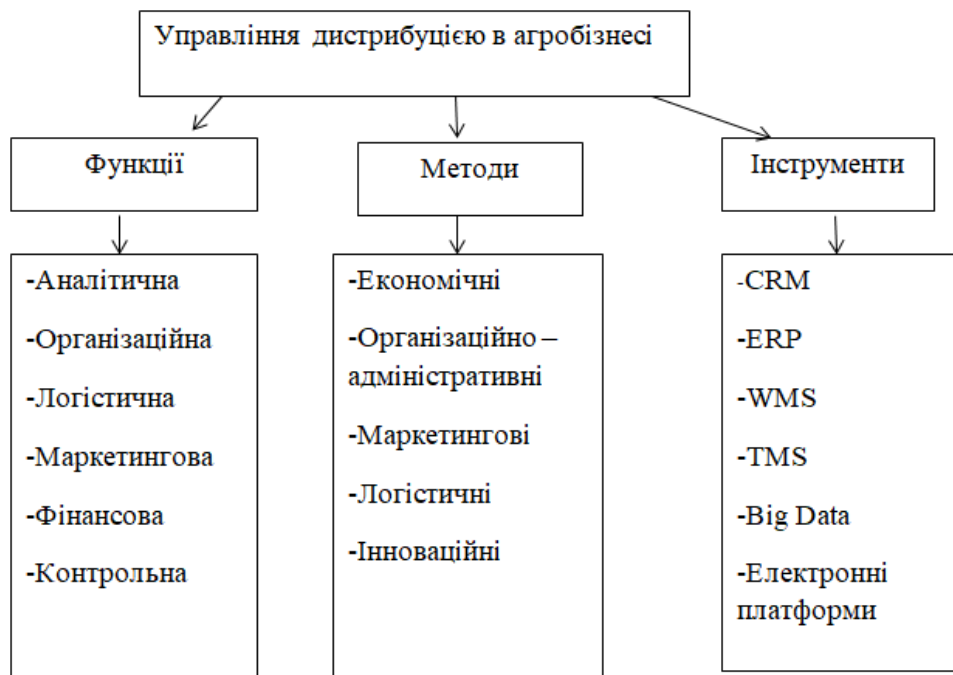 Управління дистрибуцією в агробізнесі
Функції
Методи
Інструменти
-Аналітична
-Організаційна
-Логістична
-Маркетингова
-Фінансова
-Контрольна
-Економічні
-Організаційно –
адміністративні
-Маркетингові
-Логістичні
-Інноваційні
-CRM
-ERP
-WMS
-TMS
-Big Data
-Електронні
платформи